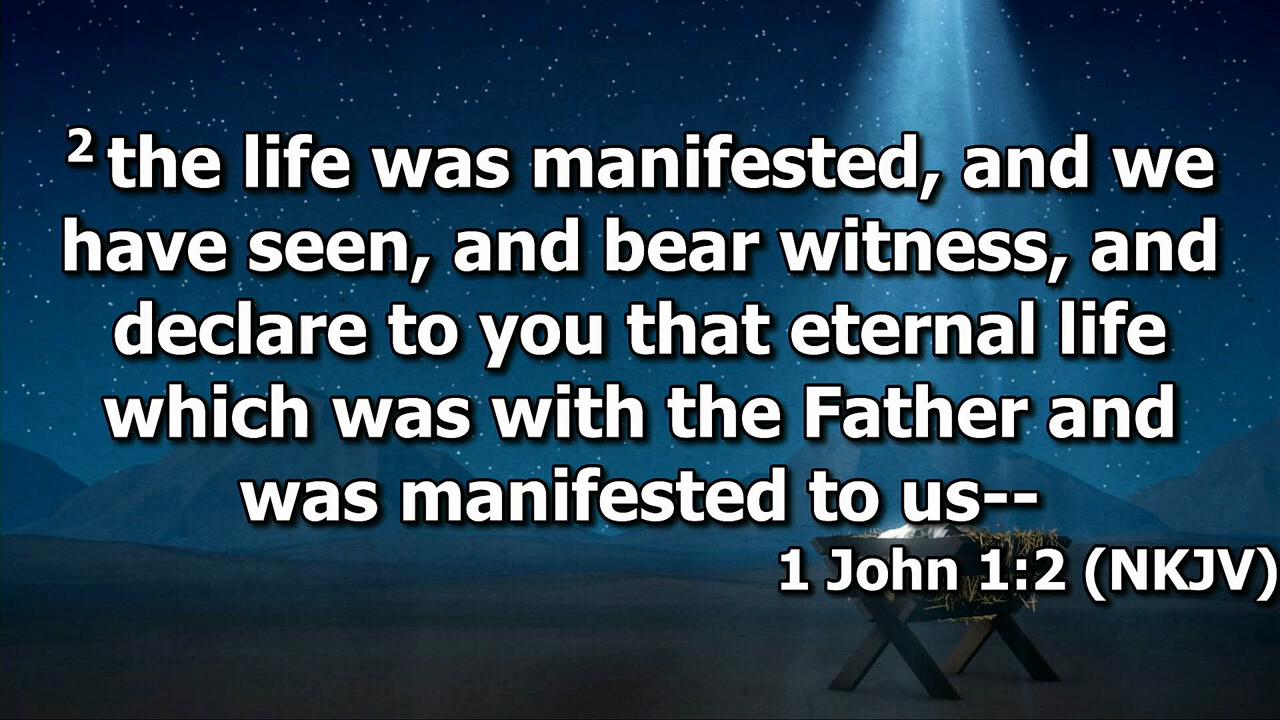 2 the life was manifested, and we
have seen, and bear witness, and
declare to you that eternal life
which was with the Father and
was manifested to us--
1 John 1:2 (NKJV)